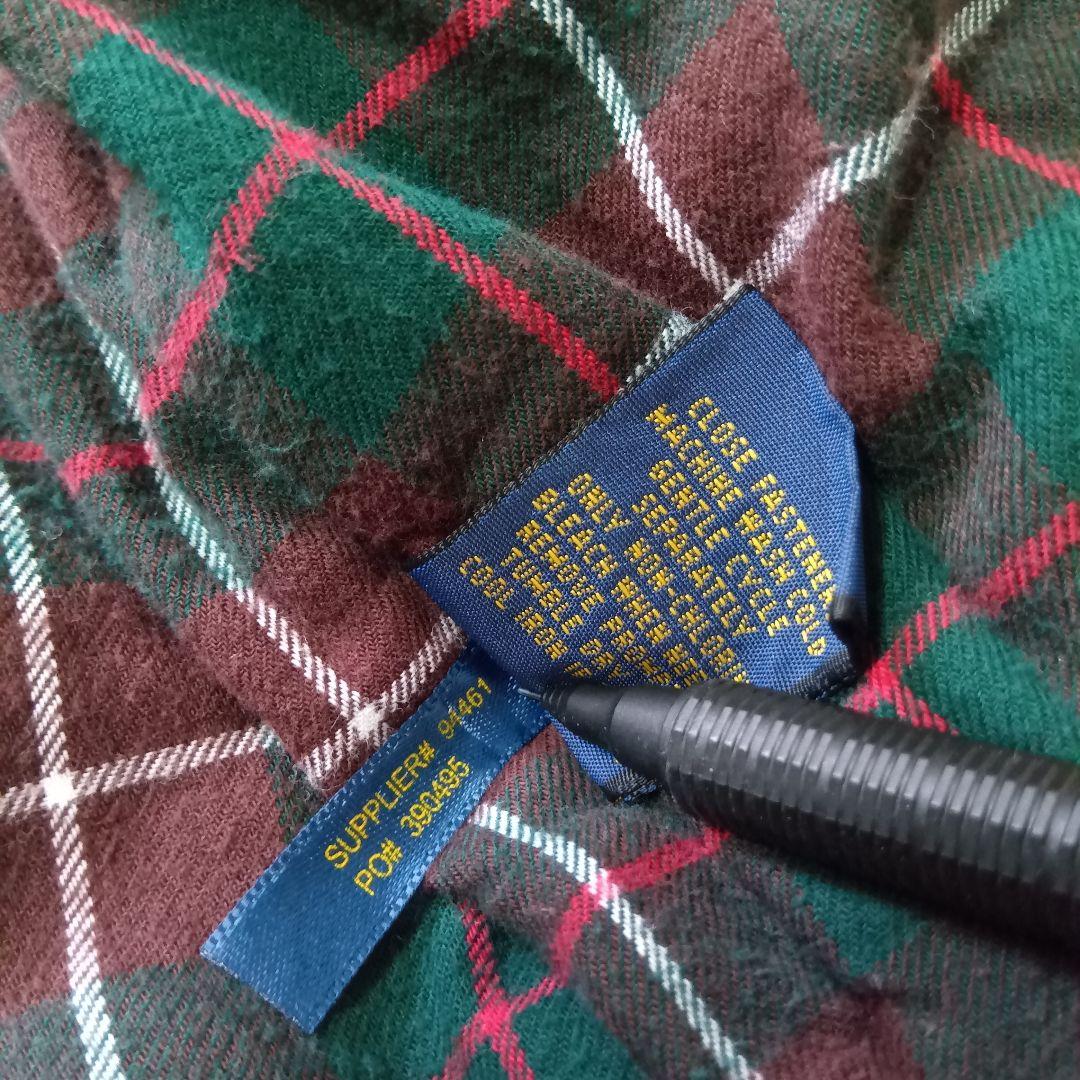 CLOSE FASTENERS
MACHINE WASH COLD
GENTLE CYCLE
SEPARATELY
ONLY NON-CHLORINE
BLEACH WHEN
REMOVE
TUMBLE
COOL IRON
SUPPLIER# 94461
PO# 390495